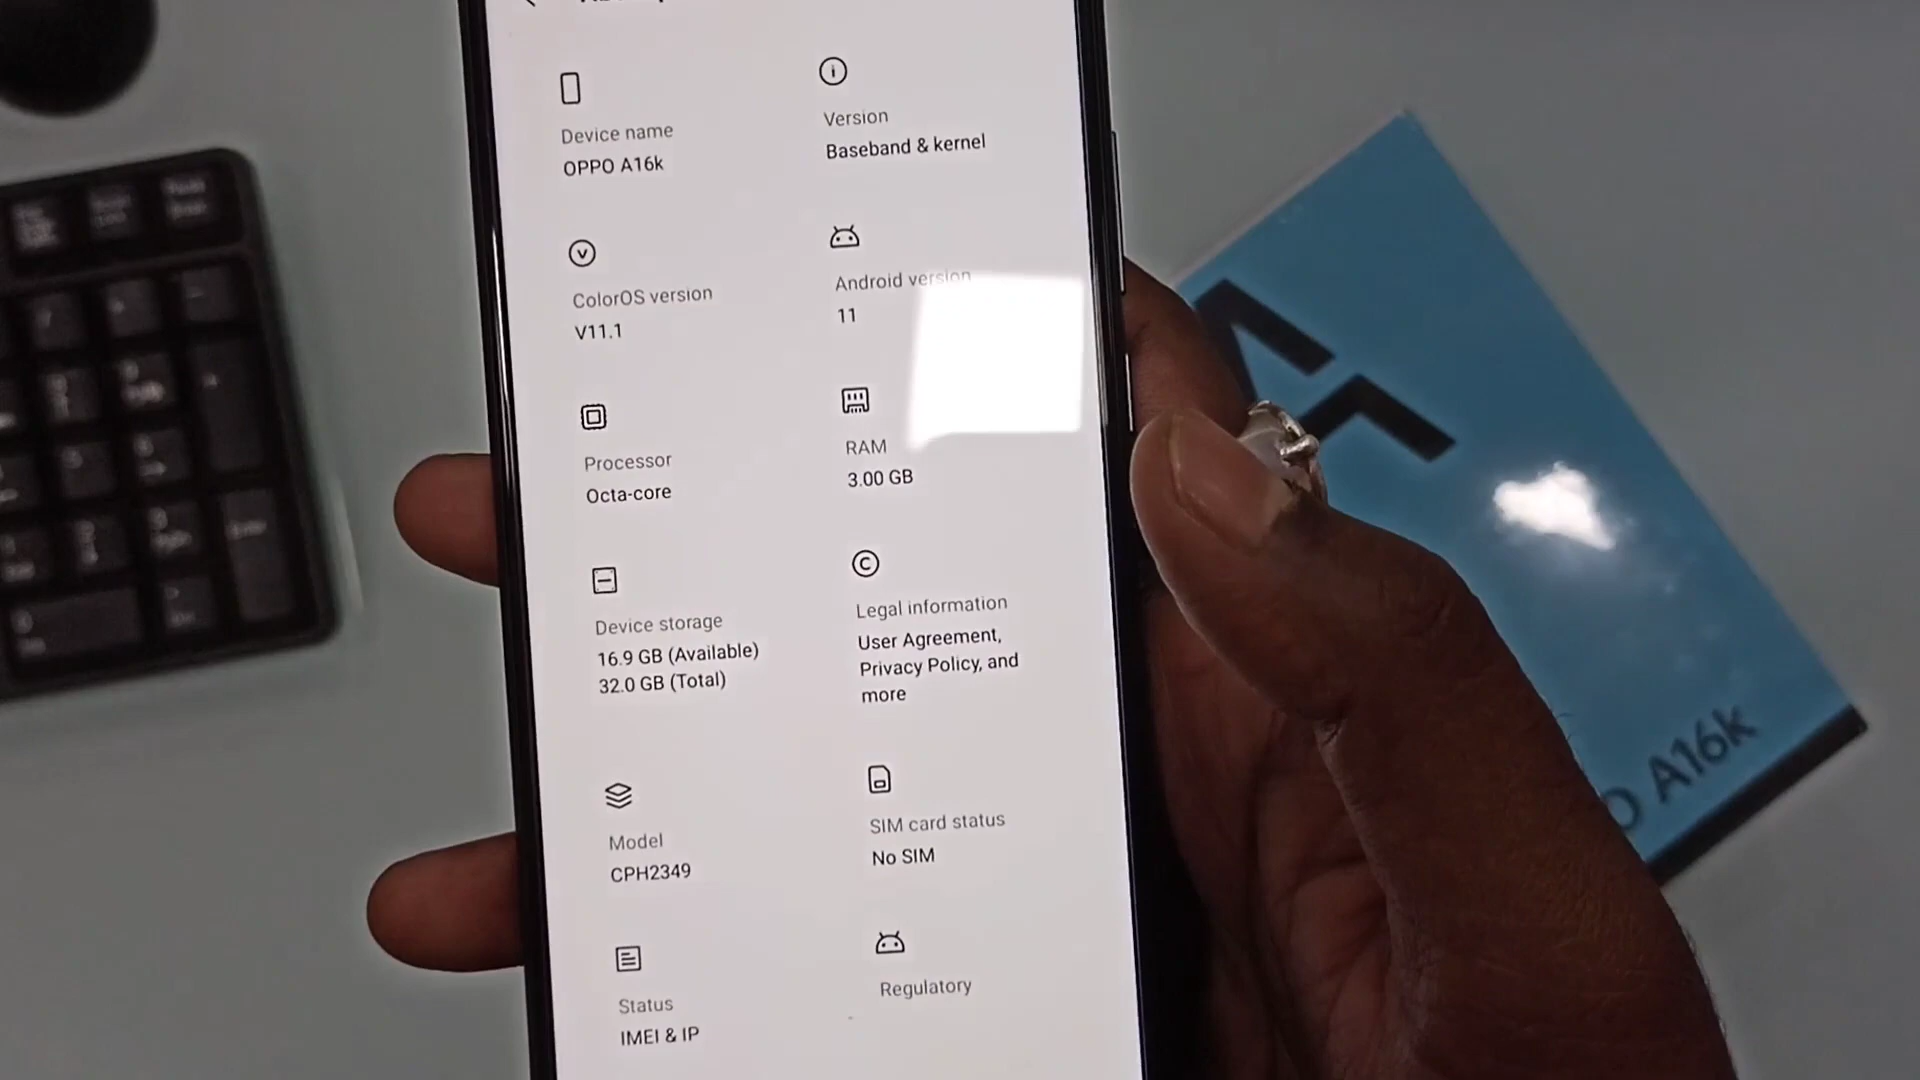 Device name
OPPO A16k
Version
Baseband & kernel
ColorOS version
V11.1
Android version
11
Processor
Octa-core
RAM
3.00 GB
Device storage
16.9 GB (Available)
32.0 GB (Total)
Legal information
User Agreement,
Privacy Policy, and
more
Model
CPH2349
SIM card status
No SIM
Status
IMEI & IP
Regulatory
O A16k